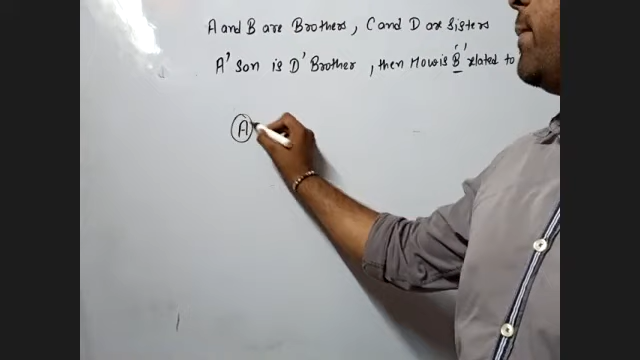 A and B are Brothers, C and D are sisters
A' son is D' Brother, then How is 'B' related to
A